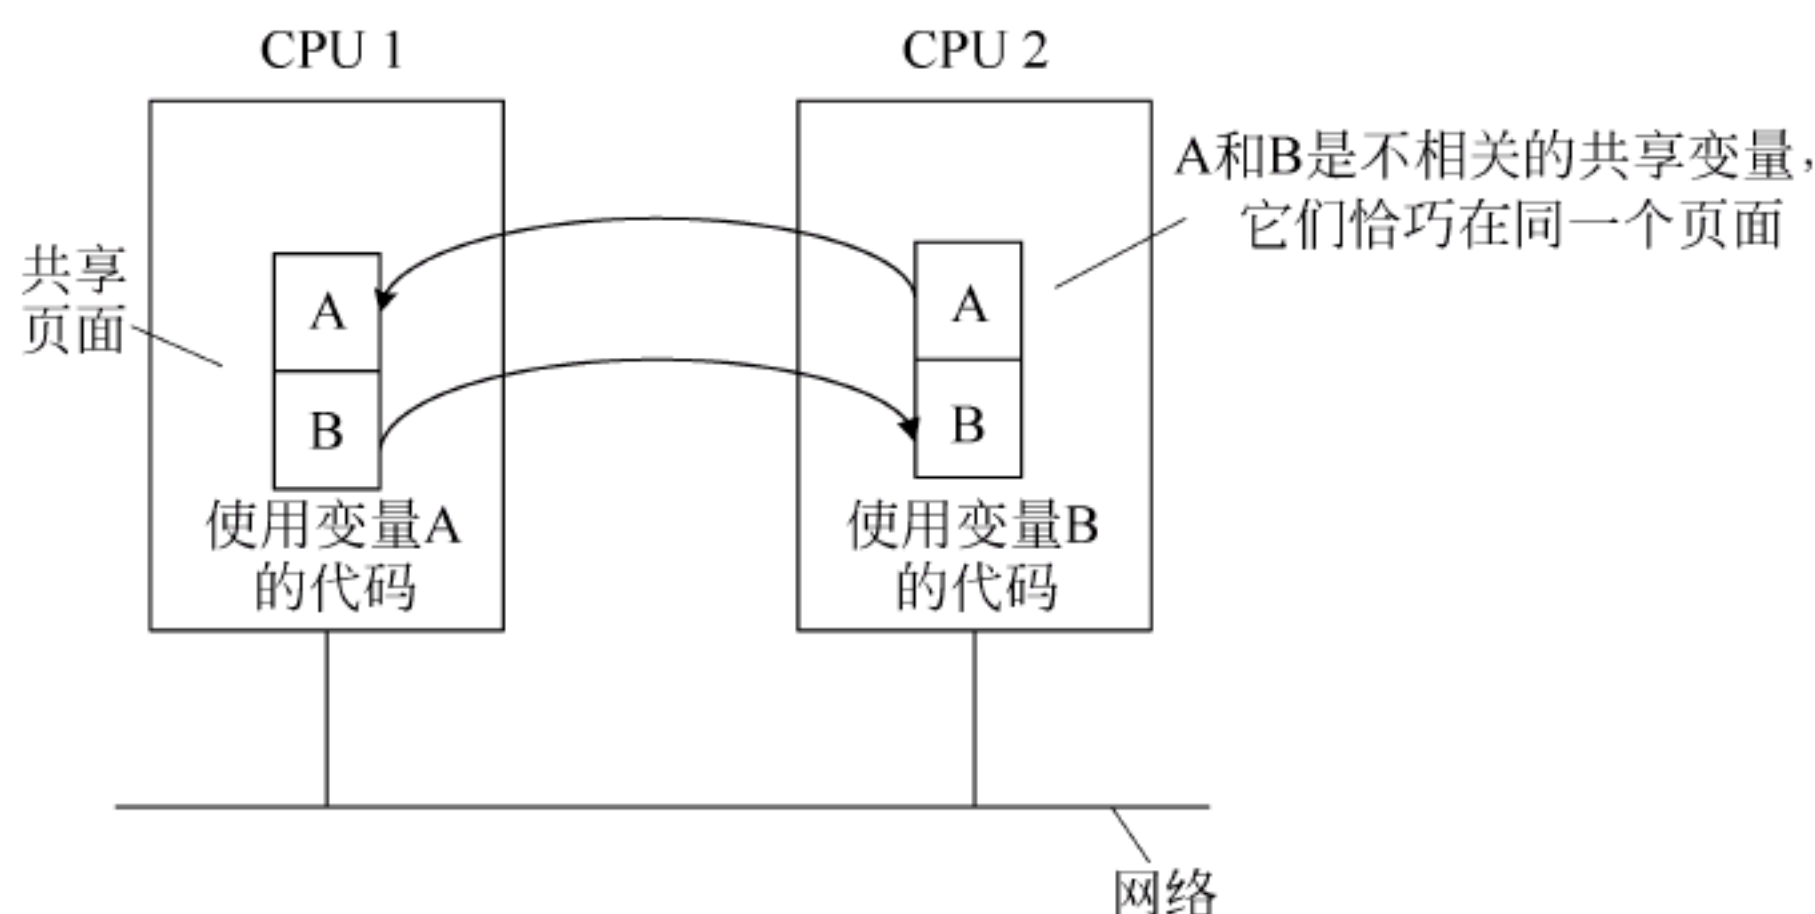 CPU 1
CPU 2
A和B是不相关的共享变量，
它们恰巧在同一个页面
共享
页面
A
B
A
B
使用变量A
的代码
使用变量B
的代码
网络